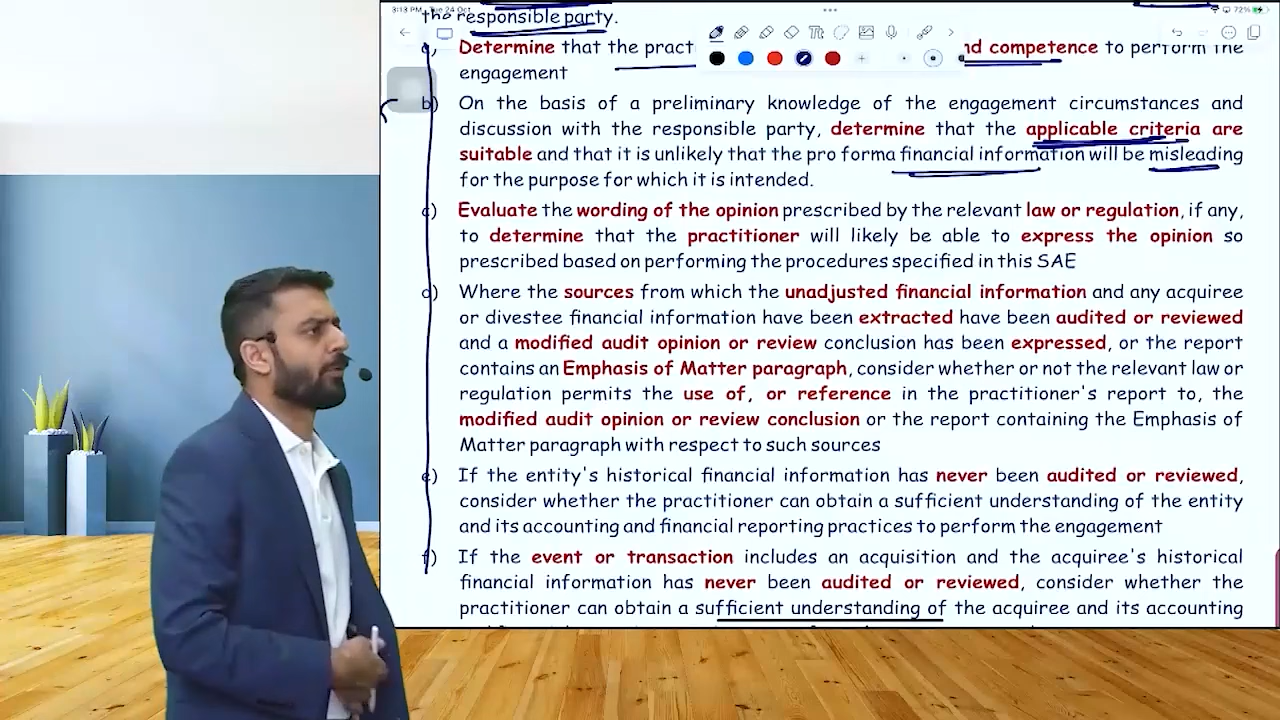 3:13 PM Tue 24 Oct
72%
the responsible party.
Determine that the pract nd competence to perform the
engagement
b) On the basis of a preliminary knowledge of the engagement circumstances and
discussion with the responsible party, determine that the applicable criteria are
suitable and that it is unlikely that the pro forma financial information will be misleading
for the purpose for which it is intended.
c) Evaluate the wording of the opinion prescribed by the relevant law or regulation, if any,
to determine that the practitioner will likely be able to express the opinion so
prescribed based on performing the procedures specified in this SAE
d) Where the sources from which the unadjusted financial information and any acquiree
or divestee financial information have been extracted have been audited or reviewed
and a modified audit opinion or review conclusion has been expressed, or the report
contains an Emphasis of Matter paragraph, consider whether or not the relevant law or
regulation permits the use of, or reference in the practitioner's report to, the
modified audit opinion or review conclusion or the report containing the Emphasis of
Matter paragraph with respect to such sources
e) If the entity's historical financial information has never been audited or reviewed,
consider whether the practitioner can obtain a sufficient understanding of the entity
and its accounting and financial reporting practices to perform the engagement
f) If the event or transaction includes an acquisition and the acquiree's historical
financial information has never been audited or reviewed, consider whether the
practitioner can obtain a sufficient understanding of the acquiree and its accounting